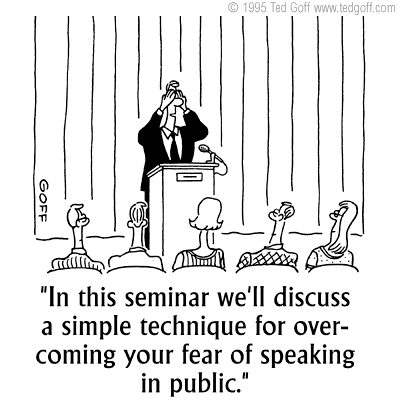 © 1995 Ted Goff www.tedgoff.com
GOFF
"In this seminar we'll discuss
a simple technique for over-
coming your fear of speaking
in public."